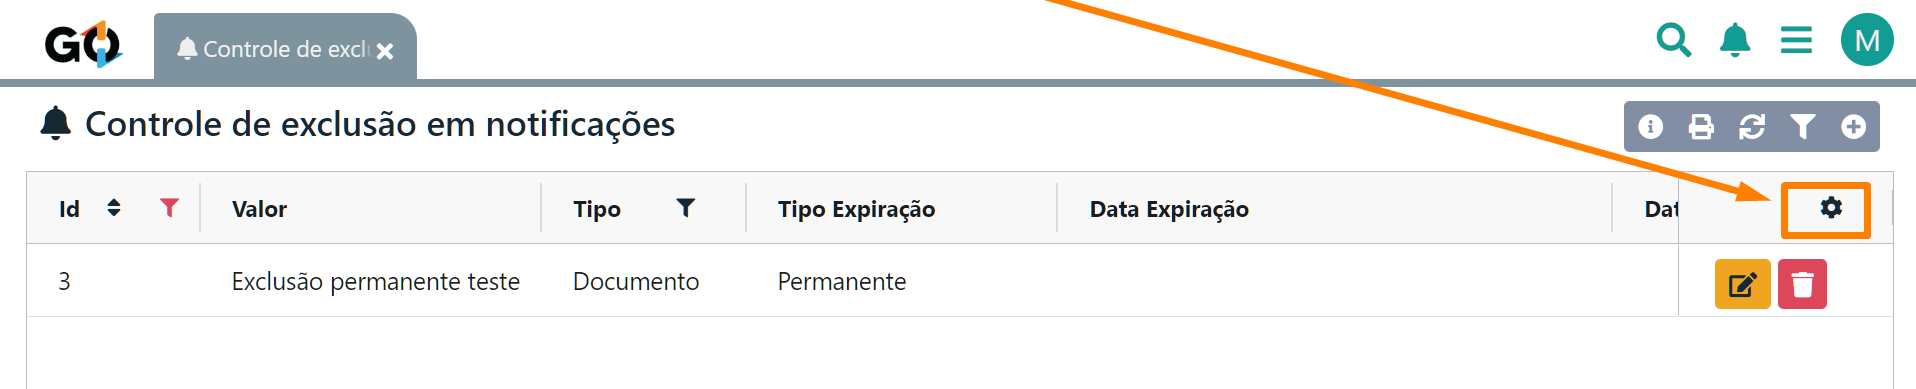 GO
Controle de excl
M
Controle de exclusão em notificações
Id Valor Tipo Tipo Expiração Data Expiração Dat
3 Exclusão permanente teste Documento Permanente